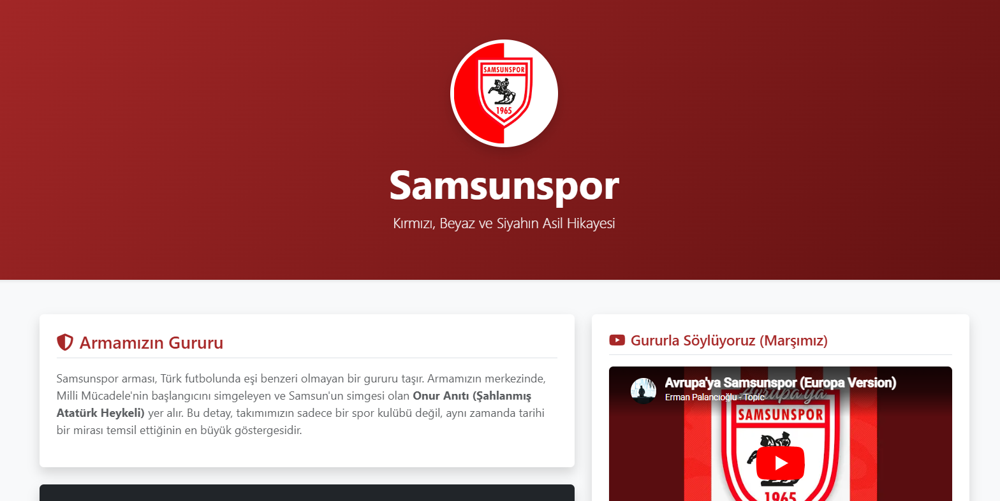 SAMSUNSPOR
1965
Samsunspor
Kırmızı, Beyaz ve Siyahın Asil Hikayesi
Armamızın Gururu
Samsunspor arması, Türk futbolunda eşi benzeri olmayan bir gururu taşır. Armamızın merkezinde,
Milli Mücadele'nin başlangıcını simgeleyen ve Samsun'un simgesi olan Onur Anıtı (Şahlanmış
Atatürk Heykeli) yer alır. Bu detay, takımımızın sadece bir spor kulübü değil, aynı zamanda tarihi
bir mirası temsil ettiğinin en büyük göstergesidir.
Gururla Söylüyoruz (Marşımız)
Avrupa'ya Samsunspor (Europa Version)
Erman Palancıoğlu - Topic
Avrupa'ya
SAMSUNSPOR
1965